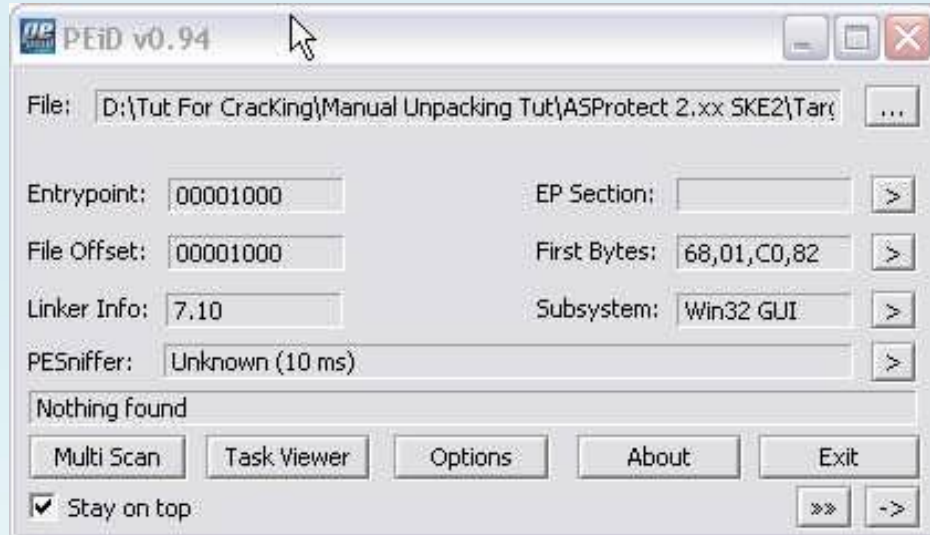 PEiD v0.94
File: D:\Tut For CracKing\Manual Unpacking Tut\ASProtect 2.xx SKE2\Targ ...
Entrypoint: 00001000 EP Section: >
File Offset: 00001000 First Bytes: 68,01,C0,82 >
Linker Info: 7.10 Subsystem: Win32 GUI >
PESniffer: Unknown (10 ms) >
Nothing found
Multi Scan Task Viewer Options About Exit
Stay on top »» ->